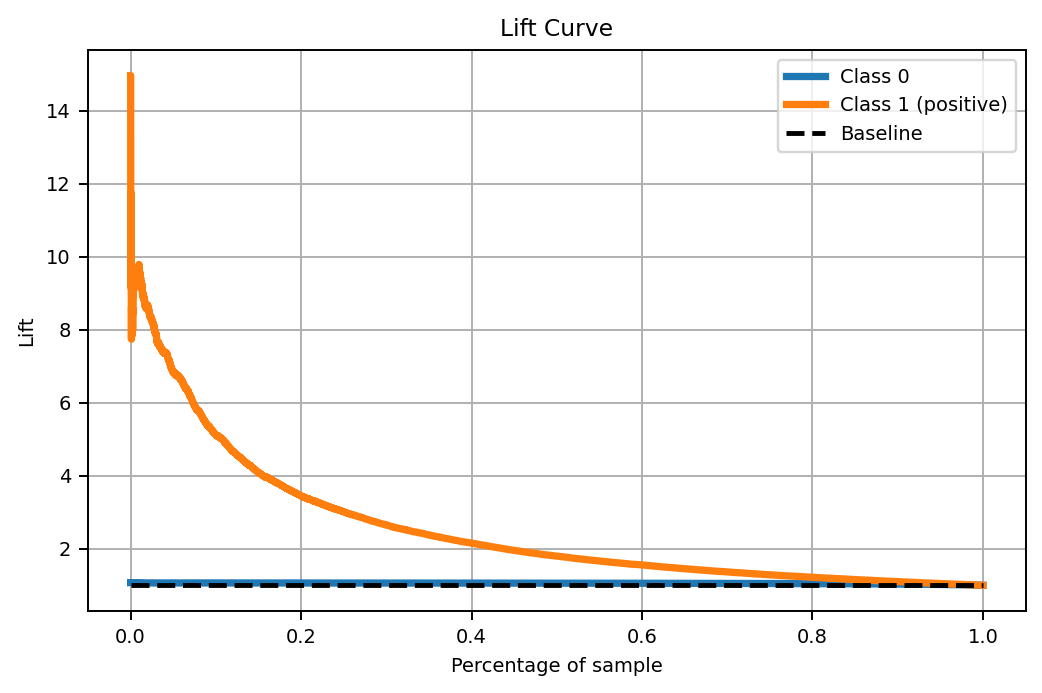 Lift Curve
Class 0
Class 1 (positive)
Baseline
Lift
14
12
10
8
6
4
2
0.0
0.2
0.4
0.6
0.8
1.0
Percentage of sample